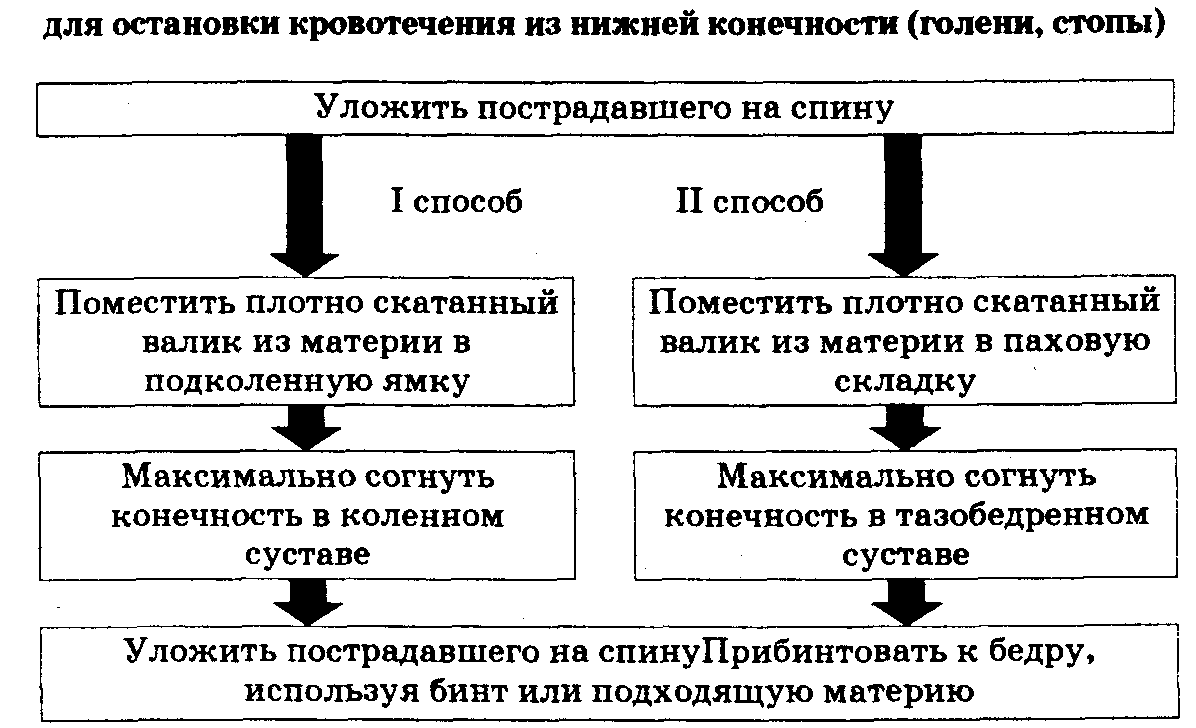 для остановки кровотечения из нижней конечности (голени, стопы)
Уложить пострадавшего на спину
I способ
II способ
Поместить плотно скатанный
валик из материи в
подколенную ямку
Поместить плотно скатанный
валик из материи в паховую
складку
Максимально согнуть
конечность в коленном
суставе
Максимально согнуть
конечность в тазобедренном
суставе
Уложить пострадавшего на спинуПрибинтовать к бедру,
используя бинт или подходящую материю